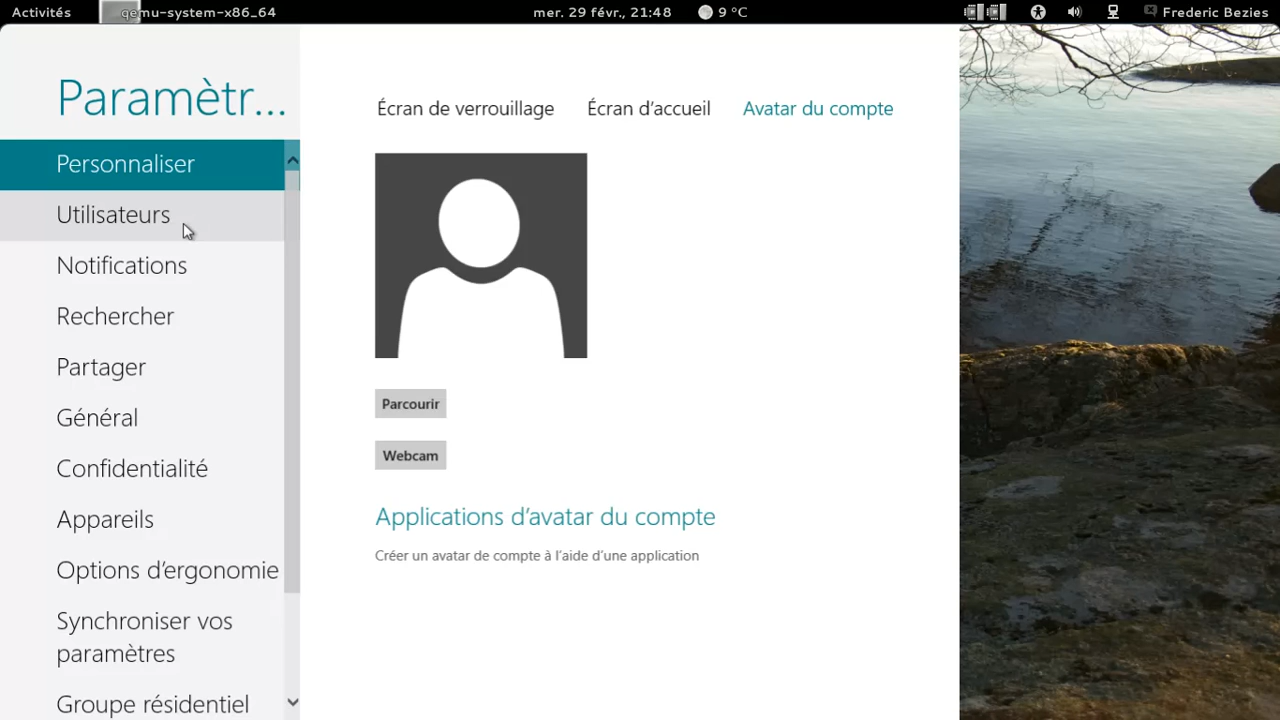 Activités qemu-system-x86_64 mer. 29 févr., 21:48 9 °C Frederic Bezies
Paramètr...
Personnaliser
Utilisateurs
Notifications
Rechercher
Partager
Général
Confidentialité
Appareils
Options d'ergonomie
Synchroniser vos
paramètres
Groupe résidentiel
Écran de verrouillage Écran d'accueil Avatar du compte
Parcourir
Webcam
Applications d'avatar du compte
Créer un avatar de compte à l'aide d'une application